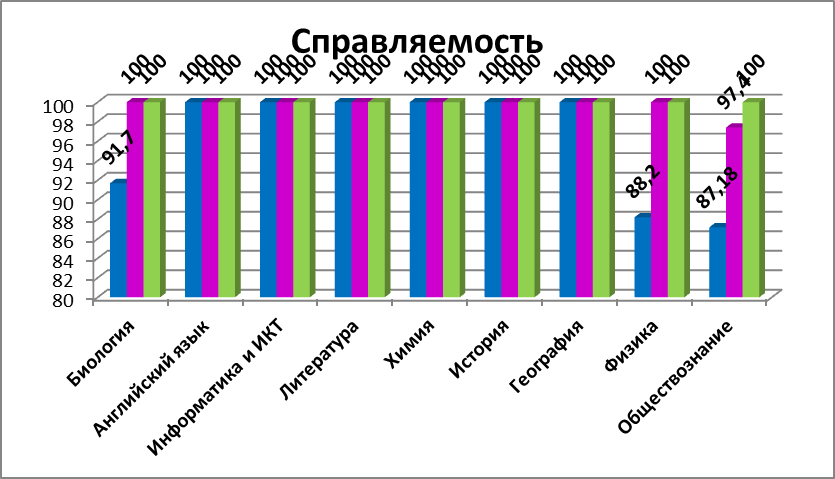 Справляемость
100 100 100 100 100 100 100 100 100 100 100 100 100 100 100 100 100 100 100 100 100 100 100 100
97,4
91,7
88,2
87,18
100
98
96
94
92
90
88
86
84
82
80
Биология
Английский язык
Информатика и ИКТ
Литература
Химия
История
География
Физика
Обществознание